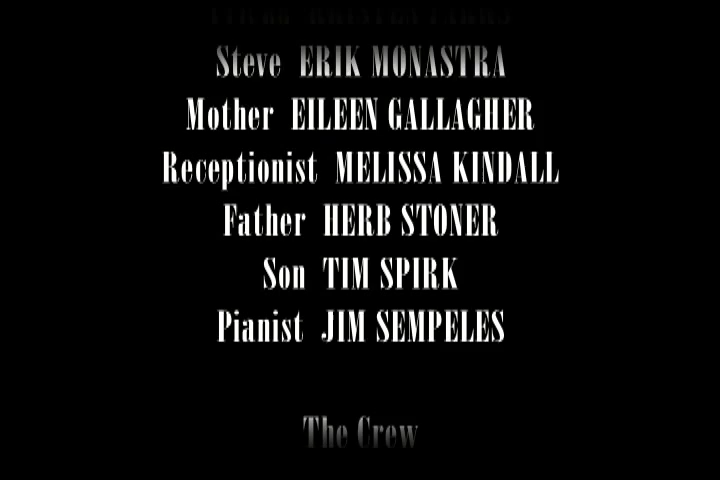 Steve ERIK MONASTRA
Mother EILEEN GALLAGHER
Receptionist MELISSA KINDALL
Father HERB STONER
Son TIM SPIRK
Pianist JIM SEMPELES
The Crew